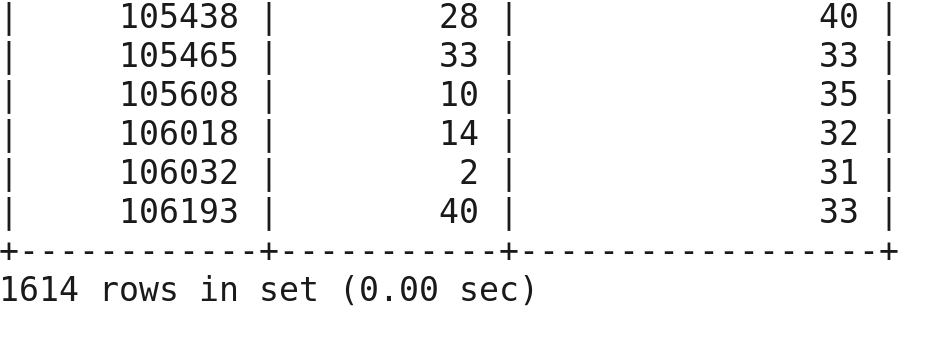 |      105438 |        28 |                40 |
|      105465 |        33 |                33 |
|      105608 |        10 |                35 |
|      106018 |        14 |                32 |
|      106032 |         2 |                31 |
|      106193 |        40 |                33 |
+-------------+-----------+-------------------+
1614 rows in set (0.00 sec)